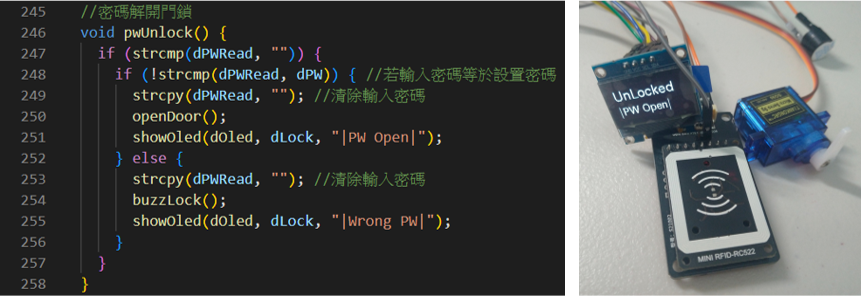 245 //密碼解開門鎖
246 void pwUnlock() {
247 if (strcmp(dPWRead, "")) {
248 if (!strcmp(dPWRead, dPW)) { //若輸入密碼等於設置密碼
249 strcpy(dPWRead, ""); //清除輸入密碼
250 openDoor();
251 showOled(dOled, dLock, "|PW Open|");
252 } else {
253 strcpy(dPWRead, ""); //清除輸入密碼
254 buzzLock();
255 showOled(dOled, dLock, "|Wrong PW|");
256 }
257 }
258 }
UnLocked
|PW Open|
MINI RFID-RC522